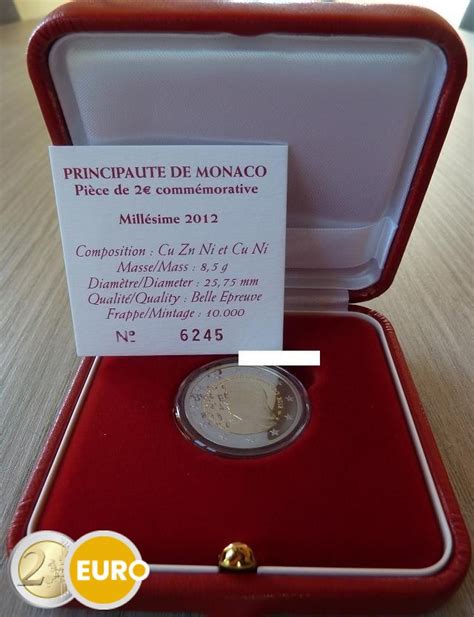 PRINCIPAUTE DE MONACO
Pièce de 2€ commémorative
Millésime 2012
Composition : Cu Zn Ni et Cu Ni
Masse/Mass : 8,5 g
Diamètre/Diameter : 25,75 mm
Qualité/Quality : Belle Epreuve
Frappe/Mintage : 10.000
Nº 6245
2 EURO